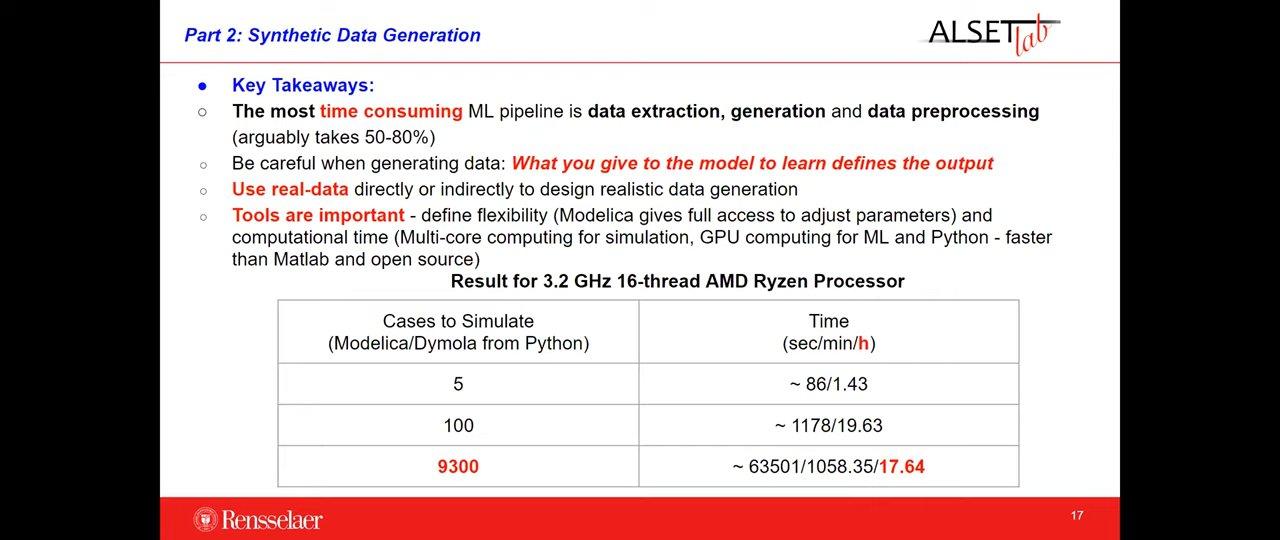 Part 2: Synthetic Data Generation
ALSET lab
Key Takeaways:
The most time consuming ML pipeline is data extraction, generation and data preprocessing
(arguably takes 50-80%)
Be careful when generating data: What you give to the model to learn defines the output
Use real-data directly or indirectly to design realistic data generation
Tools are important - define flexibility (Modelica gives full access to adjust parameters) and
computational time (Multi-core computing for simulation, GPU computing for ML and Python - faster
than Matlab and open source)
Result for 3.2 GHz 16-thread AMD Ryzen Processor
Cases to Simulate
(Modelica/Dymola from Python)
Time
(sec/min/h)
5
~ 86/1.43
100
~ 1178/19.63
9300
~ 63501/1058.35/17.64
Rensselaer
17